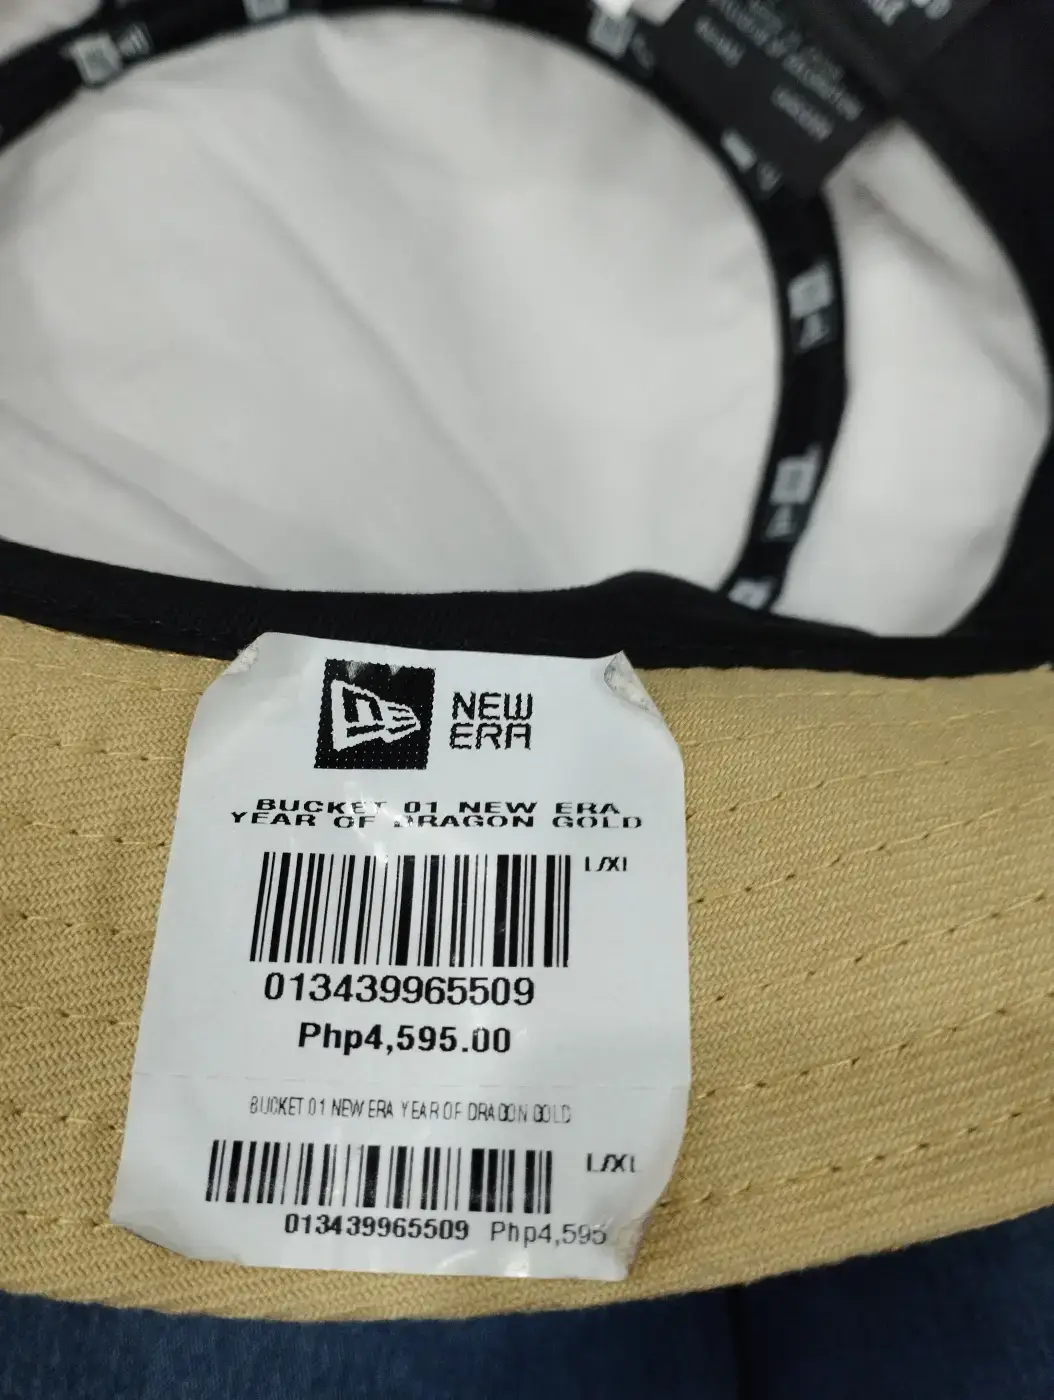 NEW
ERA
BUCKET 01 NEW ERA
YEAR OF DRAGON GOLD
L/XL
013439965509
Php4,595.00
BUCKET 01 NEW ERA YEAR OF DRAGON GOLD
L/XL
013439965509 Php4,595